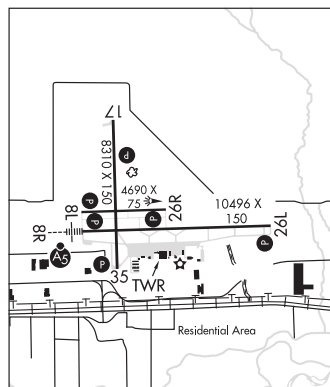 17
8310 X 150
P
4690 X
75
P
8L
P
P
26R
10496 X
150
8R
26L
P
A5
P
35
TWR
Residential Area